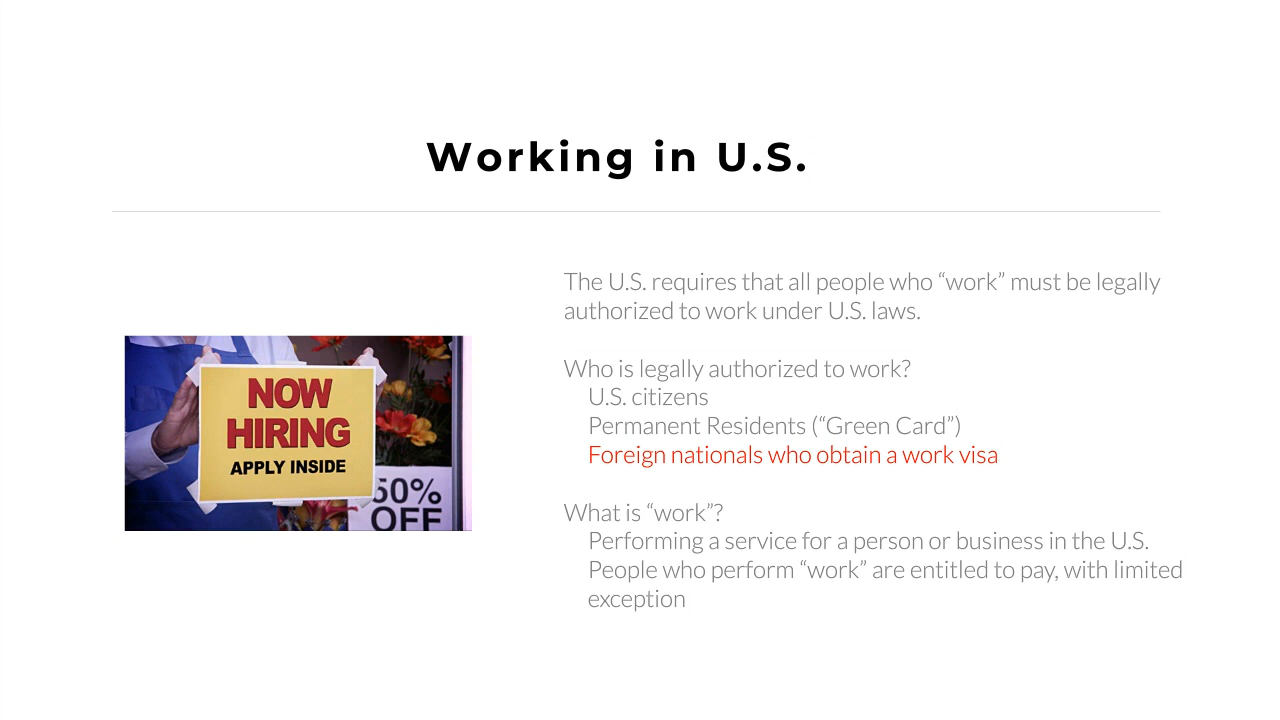 Working in U.S.
The U.S. requires that all people who “work” must be legally
authorized to work under U.S. laws.
Who is legally authorized to work?
U.S. citizens
Permanent Residents (“Green Card”)
Foreign nationals who obtain a work visa
What is “work”?
Performing a service for a person or business in the U.S.
People who perform “work” are entitled to pay, with limited
exception
NOW
HIRING
APPLY INSIDE
50%
OFF